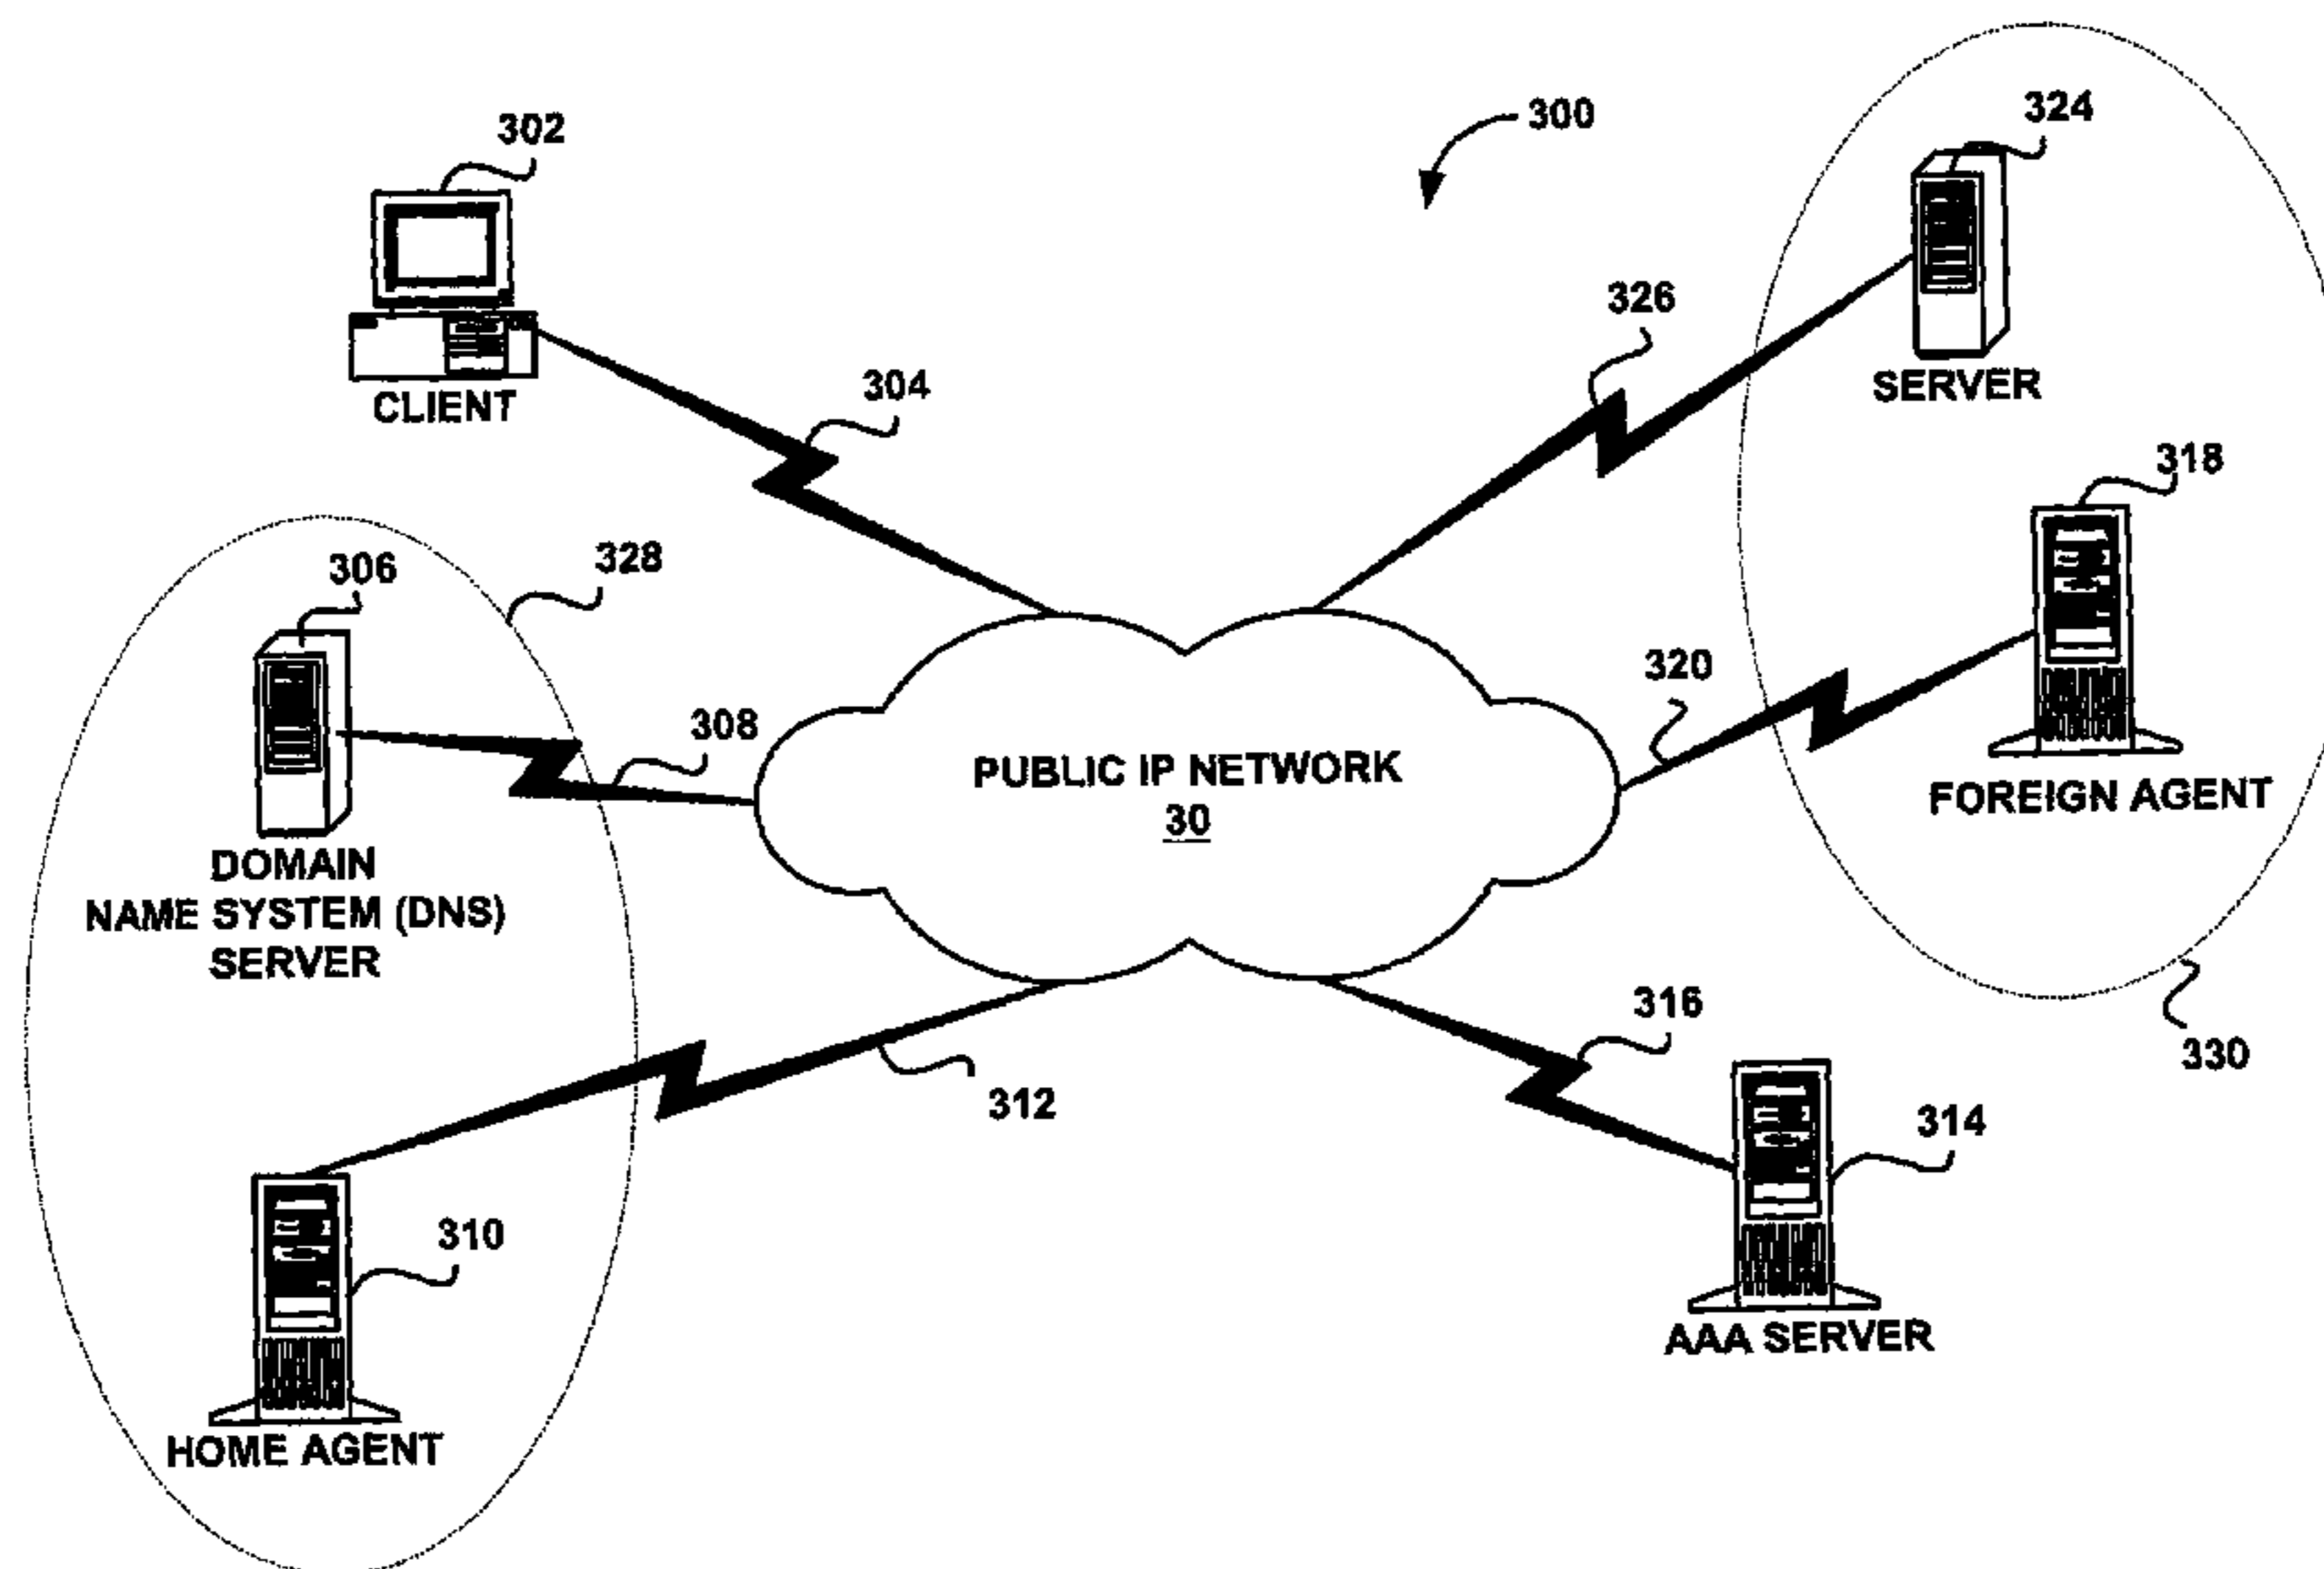 300
302
CLIENT
304
326
324
SERVER
318
FOREIGN AGENT
320
330
306
328
DOMAIN
NAME SYSTEM (DNS)
SERVER
308
PUBLIC IP NETWORK
30
312
316
310
HOME AGENT
314
AAA SERVER